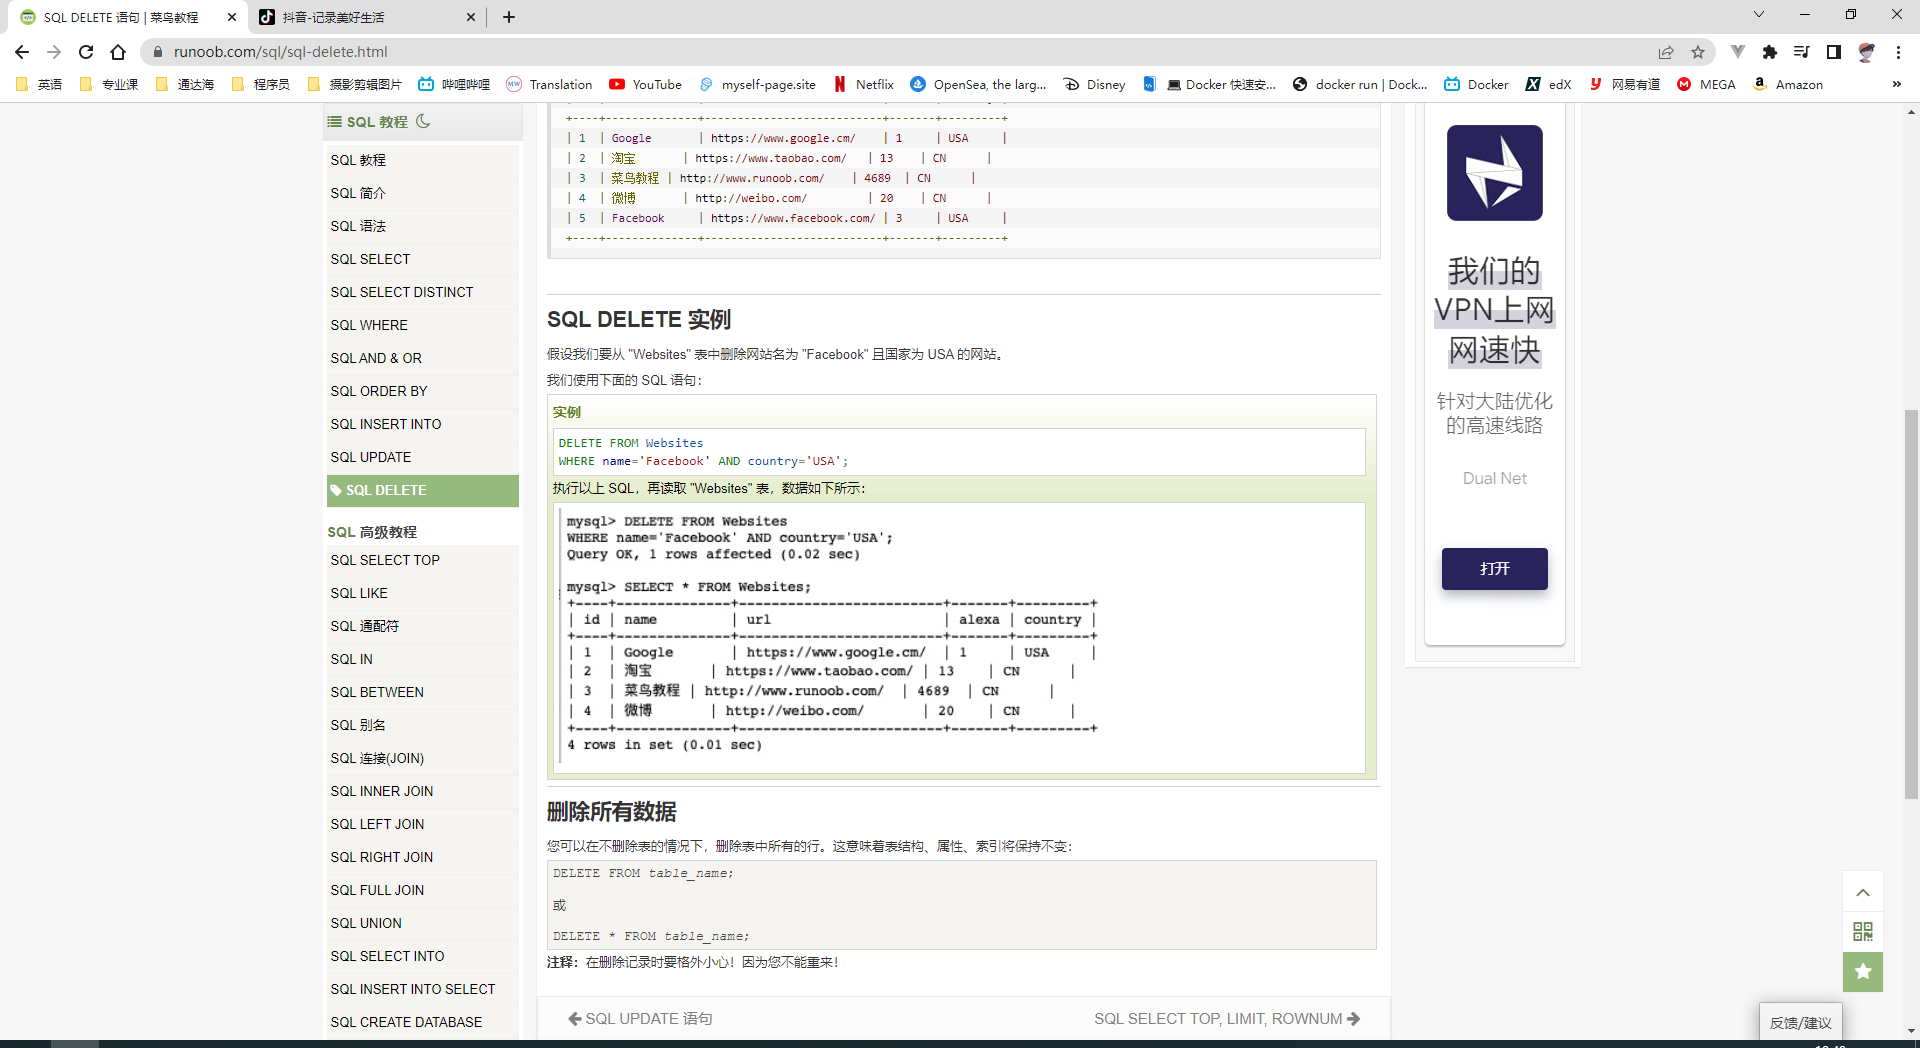 SQL DELETE 语句 | 菜鸟教程
抖音-记录美好生活
runoob.com/sql/sql-delete.html
英语
专业课
通达海
程序员
摄影剪辑图片
哔哩哔哩
MW Translation
YouTube
myself-page.site
Netflix
OpenSea, the larg...
Disney
Docker 快速安...
docker run | Dock...
Docker
edX
网易有道
MEGA
Amazon
»
SQL 教程
SQL 教程
SQL 简介
SQL 语法
SQL SELECT
SQL SELECT DISTINCT
SQL WHERE
SQL AND & OR
SQL ORDER BY
SQL INSERT INTO
SQL UPDATE
SQL DELETE
SQL 高级教程
SQL SELECT TOP
SQL LIKE
SQL 通配符
SQL IN
SQL BETWEEN
SQL 别名
SQL 连接(JOIN)
SQL INNER JOIN
SQL LEFT JOIN
SQL RIGHT JOIN
SQL FULL JOIN
SQL UNION
SQL SELECT INTO
SQL INSERT INTO SELECT
SQL CREATE DATABASE
+----+--------------+---------------------------+-------+---------+
| 1 | Google | https://www.google.cm/ | 1 | USA |
| 2 | 淘宝 | https://www.taobao.com/ | 13 | CN |
| 3 | 菜鸟教程 | http://www.runoob.com/ | 4689 | CN |
| 4 | 微博 | http://weibo.com/ | 20 | CN |
| 5 | Facebook | https://www.facebook.com/ | 3 | USA |
+----+--------------+---------------------------+-------+---------+
SQL DELETE 实例
假设我们要从 "Websites" 表中删除网站名为 "Facebook" 且国家为 USA 的网站。
我们使用下面的 SQL 语句：
实例
DELETE FROM Websites
WHERE name='Facebook' AND country='USA';
执行以上 SQL，再读取 "Websites" 表，数据如下所示：
mysql> DELETE FROM Websites
WHERE name='Facebook' AND country='USA';
Query OK, 1 rows affected (0.02 sec)
mysql> SELECT * FROM Websites;
+----+--------------+-------------------------+-------+---------+
| id | name | url | alexa | country |
+----+--------------+-------------------------+-------+---------+
| 1 | Google | https://www.google.cm/ | 1 | USA |
| 2 | 淘宝 | https://www.taobao.com/ | 13 | CN |
| 3 | 菜鸟教程 | http://www.runoob.com/ | 4689 | CN |
| 4 | 微博 | http://weibo.com/ | 20 | CN |
+----+--------------+-------------------------+-------+---------+
4 rows in set (0.01 sec)
删除所有数据
您可以在不删除表的情况下，删除表中所有的行。这意味着表结构、属性、索引将保持不变：
DELETE FROM table_name;
或
DELETE * FROM table_name;
注释：在删除记录时要格外小心！因为您不能重来！
SQL UPDATE 语句
SQL SELECT TOP, LIMIT, ROWNUM
我们的
VPN上网
网速快
针对大陆优化
的高速线路
Dual Net
打开
反馈/建议